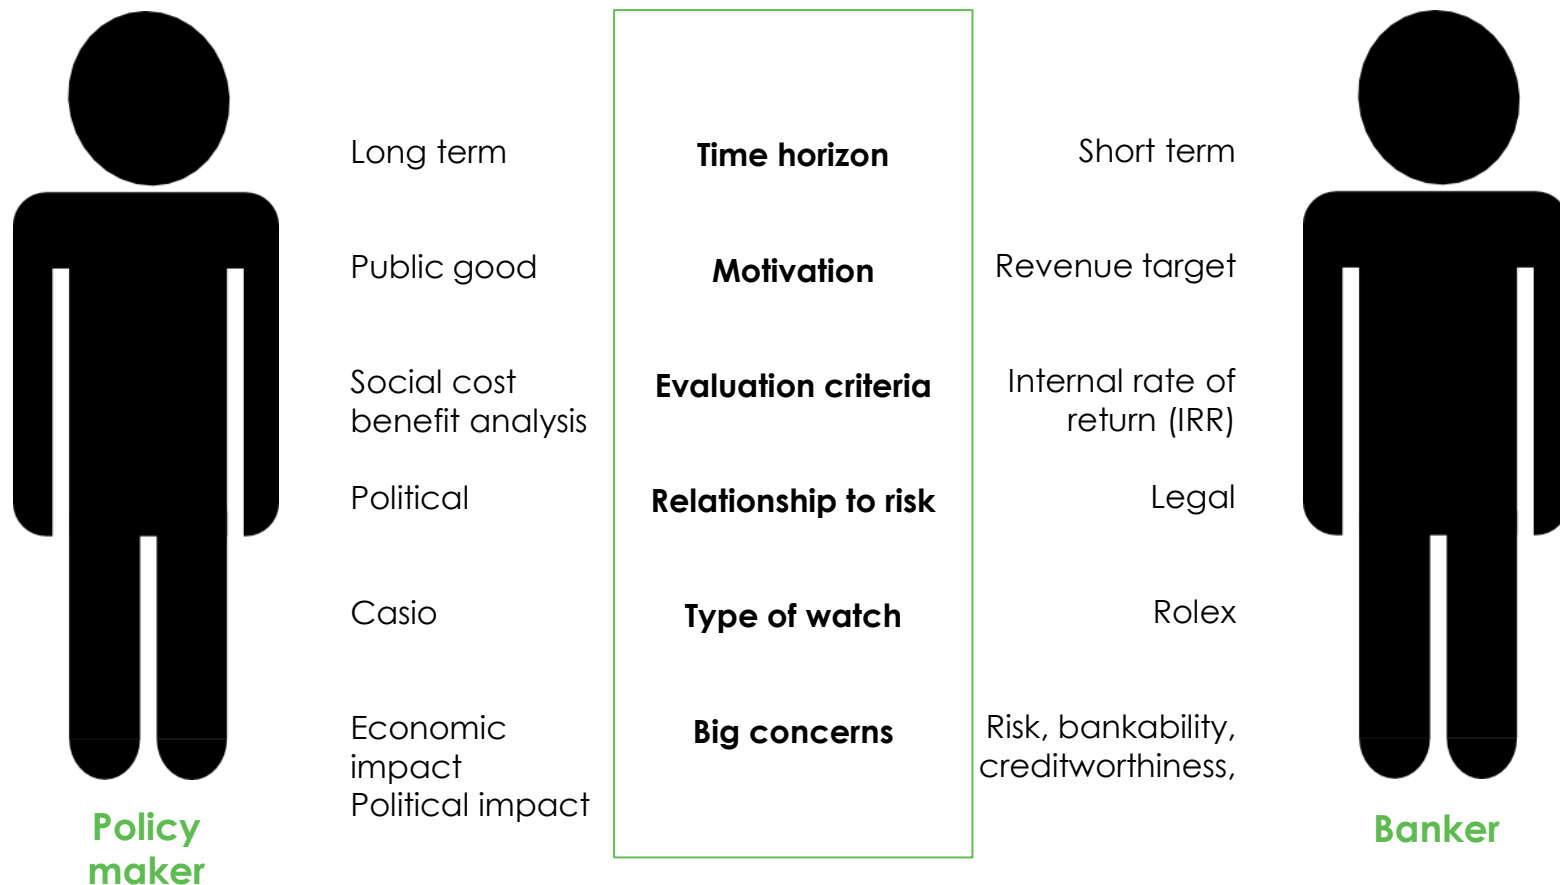 Long term
Time horizon
Short term
Public good
Motivation
Revenue target
Social cost
benefit analysis
Evaluation criteria
Internal rate of
return (IRR)
Political
Relationship to risk
Legal
Casio
Type of watch
Rolex
Economic
impact
Political impact
Big concerns
Risk, bankability,
creditworthiness,
Policy
maker
Banker